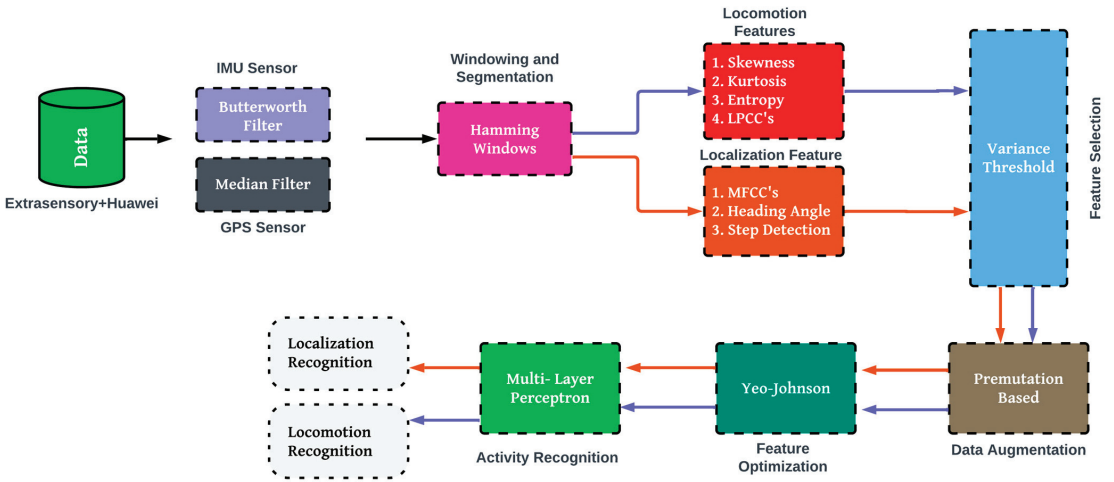 Data
Extrasensory+Huawei
IMU Sensor
Butterworth
Filter
Median Filter
GPS Sensor
Windowing and
Segmentation
Hamming
Windows
Locomotion
Features
1. Skewness
2. Kurtosis
3. Entropy
4. LPCC's
Localization Feature
1. MFCC's
2. Heading Angle
3. Step Detection
Variance
Threshold
Feature Selection
Premutation
Based
Data Augmentation
Yeo-Johnson
Feature
Optimization
Multi- Layer
Perceptron
Activity Recognition
Localization
Recognition
Locomotion
Recognition